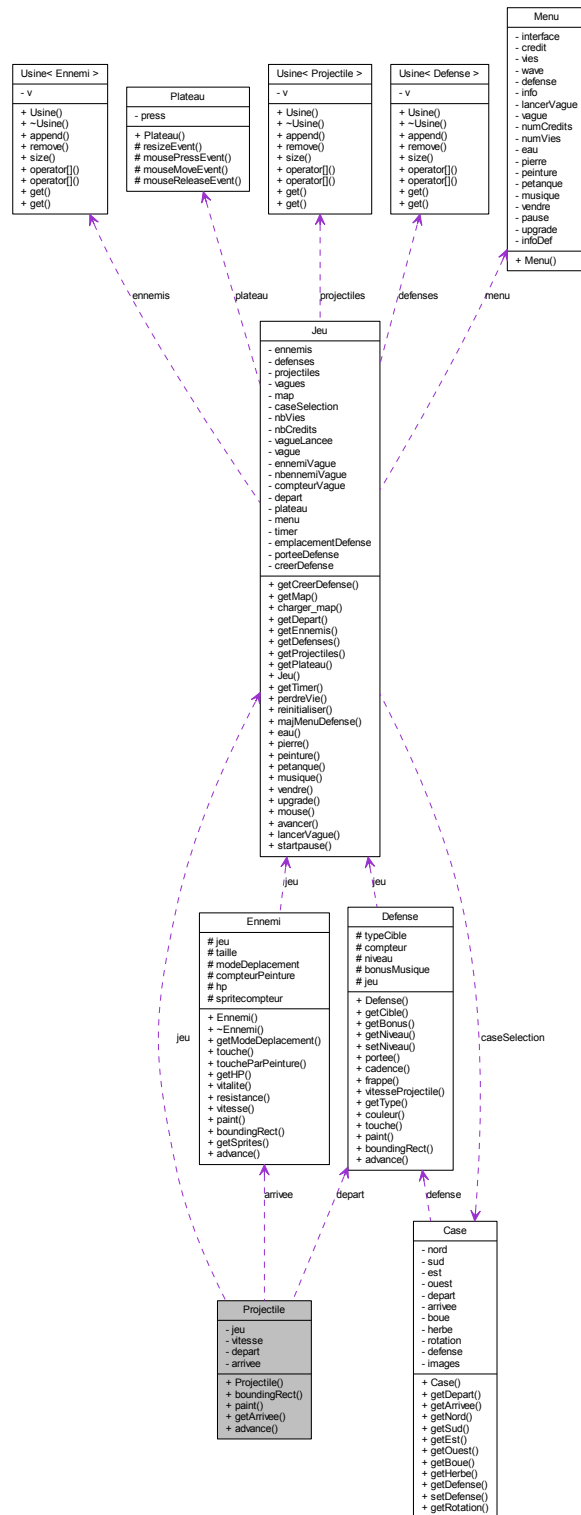 Menu
- interface
- credit
- vies
- wave
- defense
- info
- lancerVague
- vague
- numCredits
- numVies
- eau
- pierre
- peinture
- petanque
- musique
- vendre
- pause
- upgrade
- infoDef
+ Menu()
Usine< Ennemi >
- v
+ Usine()
+ ~Usine()
+ append()
+ remove()
+ size()
+ operator[]()
+ operator[]()
+ get()
+ get()
Plateau
- press
+ Plateau()
# resizeEvent()
# mousePressEvent()
# mouseMoveEvent()
# mouseReleaseEvent()
Usine< Projectile >
- v
+ Usine()
+ ~Usine()
+ append()
+ remove()
+ size()
+ operator[]()
+ operator[]()
+ get()
+ get()
Usine< Defense >
- v
+ Usine()
+ ~Usine()
+ append()
+ remove()
+ size()
+ operator[]()
+ operator[]()
+ get()
+ get()
ennemis
plateau
projectiles
defenses
menu
Jeu
- ennemis
- defenses
- projectiles
- vagues
- map
- caseSelection
- nbVies
- nbCredits
- vagueLancee
- vague
- ennemiVague
- nbennemiVague
- compteurVague
- depart
- plateau
- menu
- timer
- emplacementDefense
- porteeDefense
- creerDefense
+ getCreerDefense()
+ getMap()
+ charger_map()
+ getDepart()
+ getEnnemis()
+ getDefenses()
+ getProjectiles()
+ getPlateau()
+ Jeu()
+ getTimer()
+ perdreVie()
+ reinitialiser()
+ majMenuDefense()
+ eau()
+ pierre()
+ peinture()
+ petanque()
+ musique()
+ vendre()
+ upgrade()
+ mouse()
+ avancer()
+ lancerVague()
+ startpause()
jeu
jeu
Ennemi
# jeu
# taille
# modeDeplacement
# compteurPeinture
# hp
# spritecompteur
+ Ennemi()
+ ~Ennemi()
+ getModeDeplacement()
+ touche()
+ toucheParPeinture()
+ getHP()
+ vitalite()
+ resistance()
+ vitesse()
+ paint()
+ boundingRect()
+ getSprites()
+ advance()
Defense
# typeCible
# compteur
# niveau
# bonusMusique
# jeu
+ Defense()
+ getCible()
+ getBonus()
+ getNiveau()
+ setNiveau()
+ portee()
+ cadence()
+ frappe()
+ vitesseProjectile()
+ getType()
+ couleur()
+ touche()
+ paint()
+ boundingRect()
+ advance()
jeu
caseSelection
arrivee
depart
defense
Projectile
- jeu
- vitesse
- depart
- arrivee
+ Projectile()
+ boundingRect()
+ paint()
+ getArrivee()
+ advance()
Case
- nord
- sud
- est
- ouest
- depart
- arrivee
- boue
- herbe
- rotation
- defense
- images
+ Case()
+ getDepart()
+ getArrivee()
+ getNord()
+ getSud()
+ getEst()
+ getOuest()
+ getBoue()
+ getHerbe()
+ getDefense()
+ setDefense()
+ getRotation()